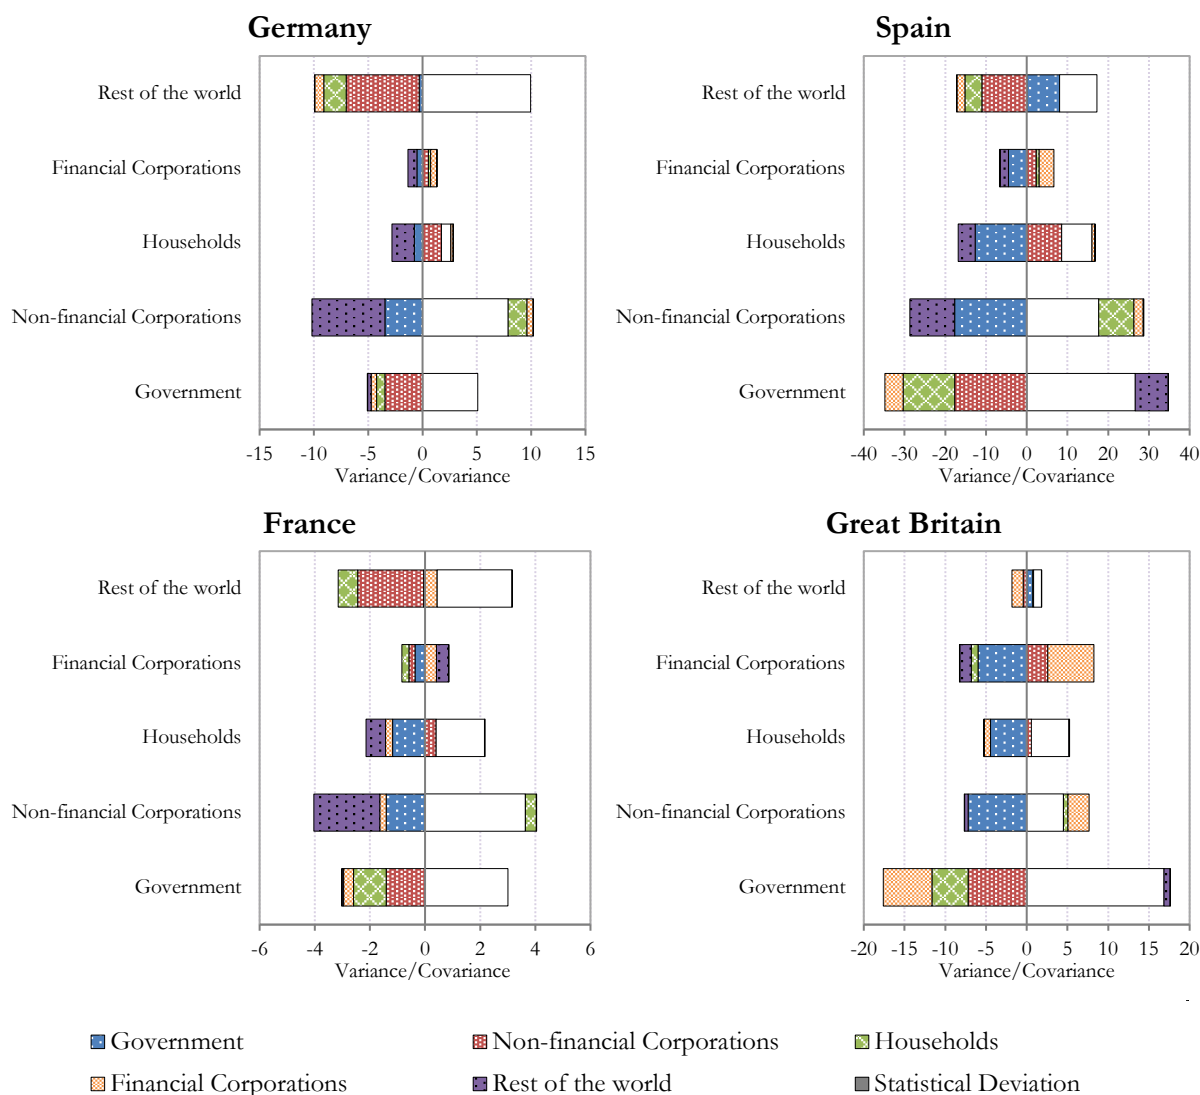 Germany
Rest of the world
Financial Corporations
Households
Non-financial Corporations
Government
-15 -10 -5 0 5 10 15
Variance/Covariance
Spain
Rest of the world
Financial Corporations
Households
Non-financial Corporations
Government
-40 -30 -20 -10 0 10 20 30 40
Variance/Covariance
France
Rest of the world
Financial Corporations
Households
Non-financial Corporations
Government
-6 -4 -2 0 2 4 6
Variance/Covariance
Great Britain
Rest of the world
Financial Corporations
Households
Non-financial Corporations
Government
-20 -15 -10 -5 0 5 10 15 20
Variance/Covariance
Government Non-financial Corporations Households
Financial Corporations Rest of the world Statistical Deviation